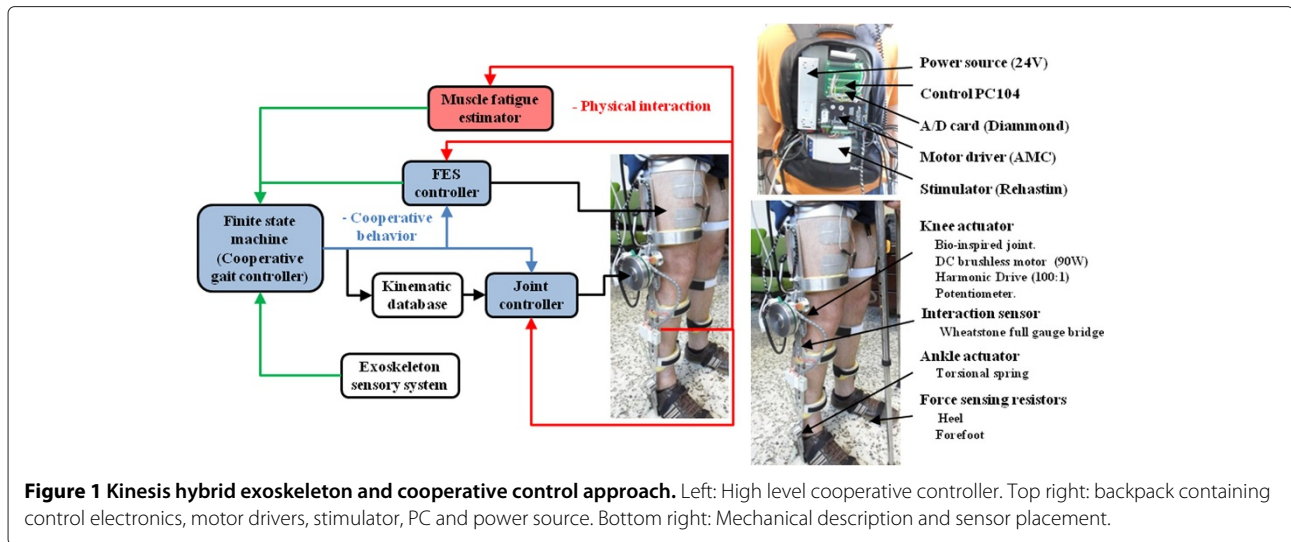 Muscle fatigue
estimator
- Physical interaction
FES
controller
- Cooperative
behavior
Finite state
machine
(Cooperative
gait controller)
Kinematic
database
Joint
controller
Exoskeleton
sensory system
Power source (24V)
Control PC104
A/D card (Diammond)
Motor driver (AMC)
Stimulator (Rehastim)
Knee actuator
Bio-inspired joint.
DC brushless motor (90W)
Harmonic Drive (100:1)
Potentiometer.
Interaction sensor
Wheatstone full gauge bridge
Ankle actuator
Torsional spring
Force sensing resistors
Heel
Forefoot
Figure 1 Kinesis hybrid exoskeleton and cooperative control approach. Left: High level cooperative controller. Top right: backpack containing
control electronics, motor drivers, stimulator, PC and power source. Bottom right: Mechanical description and sensor placement.